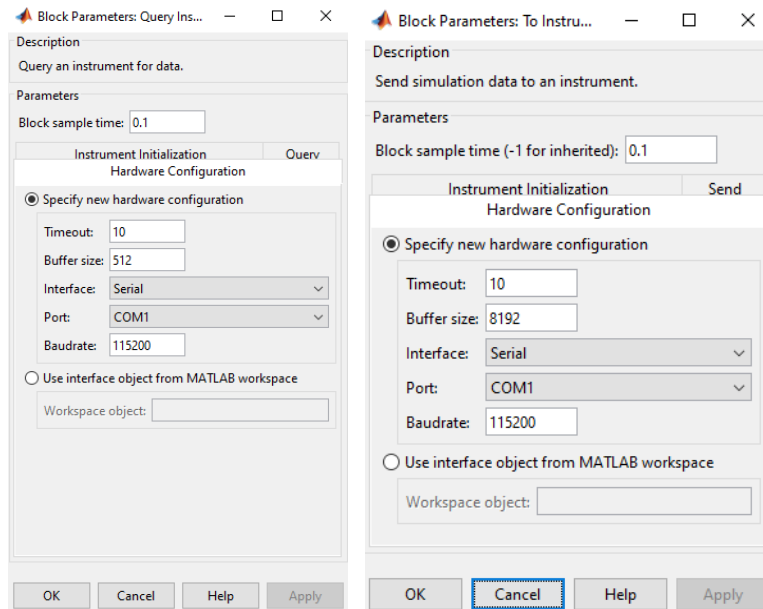 Block Parameters: Query Ins...
Description
Query an instrument for data.
Parameters
Block sample time: 0.1
Instrument Initialization Query
Hardware Configuration
Specify new hardware configuration
Timeout: 10
Buffer size: 512
Interface: Serial
Port: COM1
Baudrate: 115200
Use interface object from MATLAB workspace
Workspace object:
OK Cancel Help Apply
Block Parameters: To Instru...
Description
Send simulation data to an instrument.
Parameters
Block sample time (-1 for inherited): 0.1
Instrument Initialization Send
Hardware Configuration
Specify new hardware configuration
Timeout: 10
Buffer size: 8192
Interface: Serial
Port: COM1
Baudrate: 115200
Use interface object from MATLAB workspace
Workspace object:
OK Cancel Help Apply